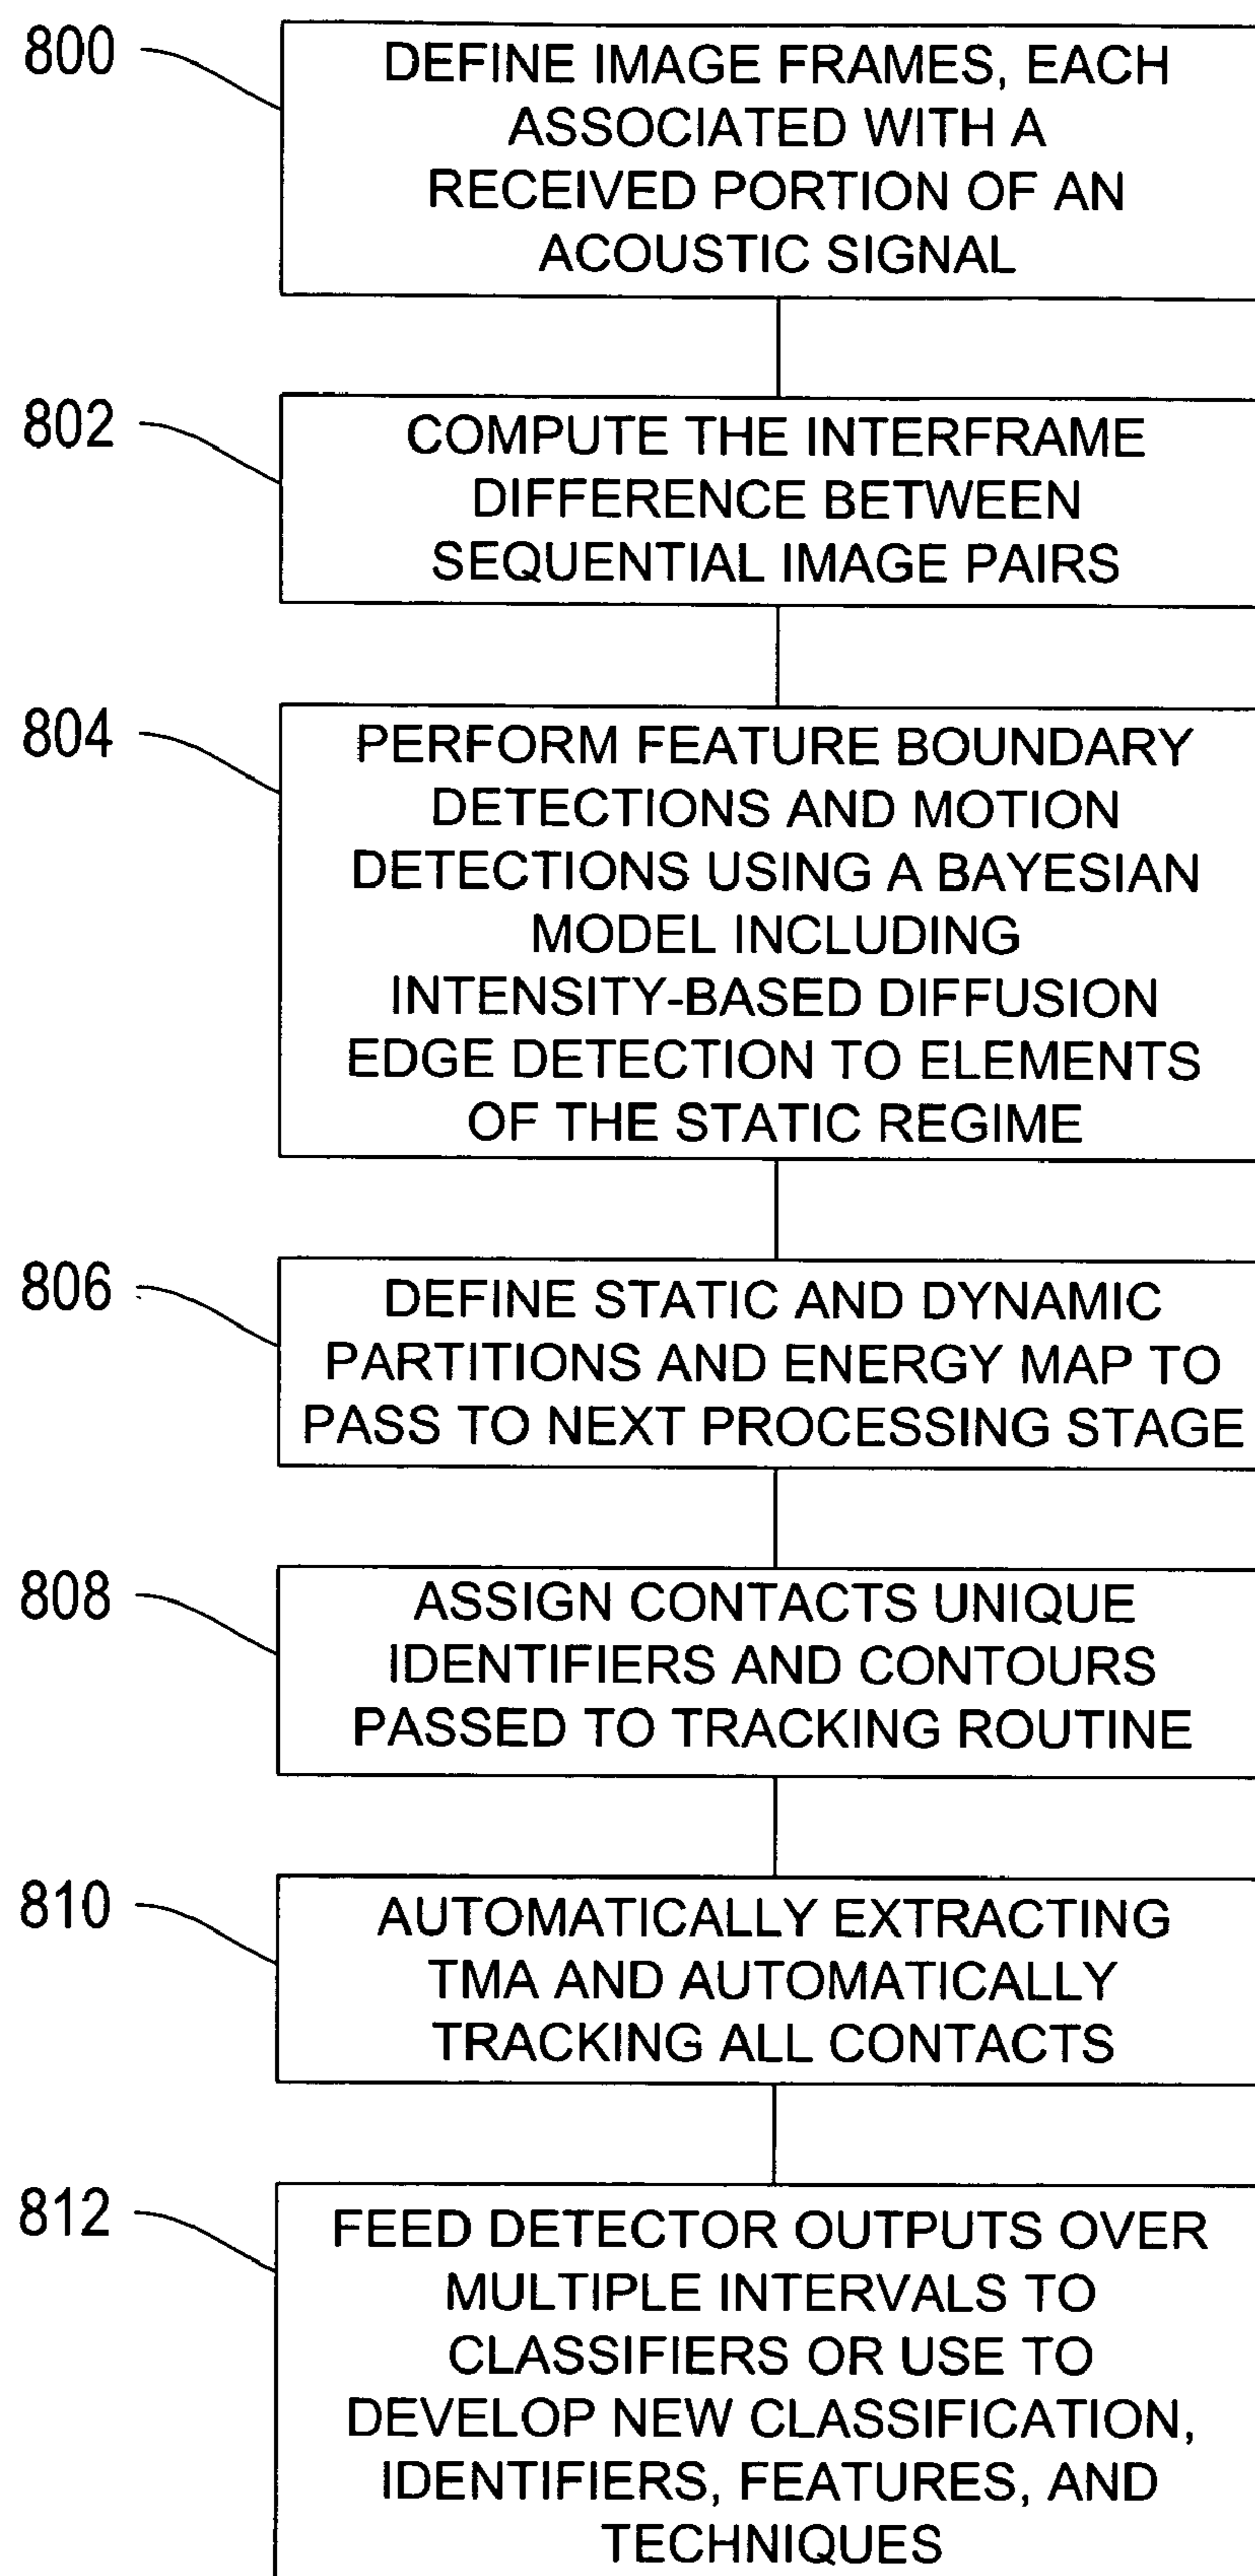 800
DEFINE IMAGE FRAMES, EACH
ASSOCIATED WITH A
RECEIVED PORTION OF AN
ACOUSTIC SIGNAL
802
COMPUTE THE INTERFRAME
DIFFERENCE BETWEEN
SEQUENTIAL IMAGE PAIRS
804
PERFORM FEATURE BOUNDARY
DETECTIONS AND MOTION
DETECTIONS USING A BAYESIAN
MODEL INCLUDING
INTENSITY-BASED DIFFUSION
EDGE DETECTION TO ELEMENTS
OF THE STATIC REGIME
806
DEFINE STATIC AND DYNAMIC
PARTITIONS AND ENERGY MAP TO
PASS TO NEXT PROCESSING STAGE
808
ASSIGN CONTACTS UNIQUE
IDENTIFIERS AND CONTOURS
PASSED TO TRACKING ROUTINE
810
AUTOMATICALLY EXTRACTING
TMA AND AUTOMATICALLY
TRACKING ALL CONTACTS
812
FEED DETECTOR OUTPUTS OVER
MULTIPLE INTERVALS TO
CLASSIFIERS OR USE TO
DEVELOP NEW CLASSIFICATION,
IDENTIFIERS, FEATURES, AND
TECHNIQUES